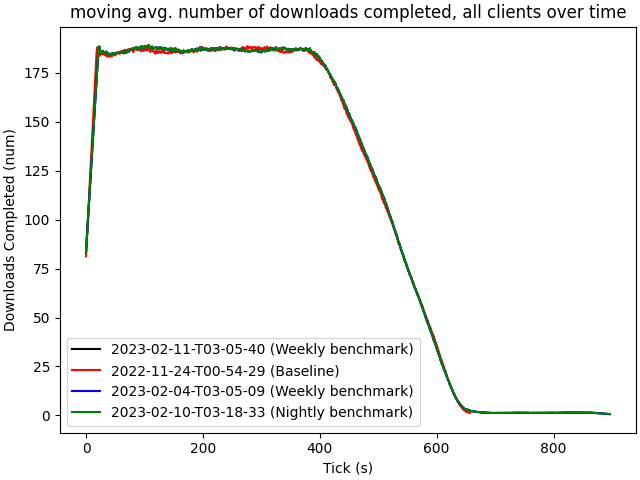 moving avg. number of downloads completed, all clients over time
Downloads Completed (num)
175
150
125
100
75
50
25
0
2023-02-11-T03-05-40 (Weekly benchmark)
2022-11-24-T00-54-29 (Baseline)
2023-02-04-T03-05-09 (Weekly benchmark)
2023-02-10-T03-18-33 (Nightly benchmark)
0 200 400 600 800
Tick (s)